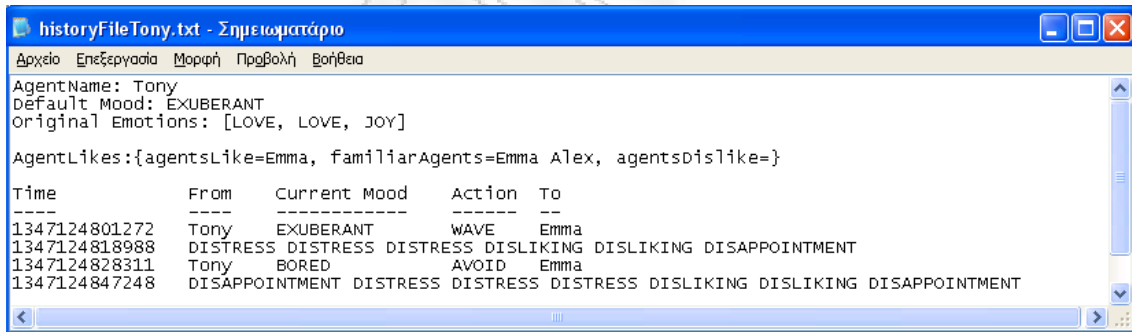 historyFileTony.txt - Σημειωματάριο
Αρχείο Επεξεργασία Μορφή Προβολή Βοήθεια
AgentName: Tony
Default Mood: EXUBERANT
Original Emotions: [LOVE, LOVE, JOY]
AgentLikes:{agentsLike=Emma, familiarAgents=Emma Alex, agentsDislike=}
Time From Current Mood Action To
---- ---- ------------ ------ --
1347124801272 Tony EXUBERANT WAVE Emma
1347124818988 DISTRESS DISTRESS DISTRESS DISLIKING DISLIKING DISAPPOINTMENT
1347124828311 Tony BORED AVOID Emma
1347124847248 DISAPPOINTMENT DISTRESS DISTRESS DISTRESS DISLIKING DISLIKING DISAPPOINTMENT